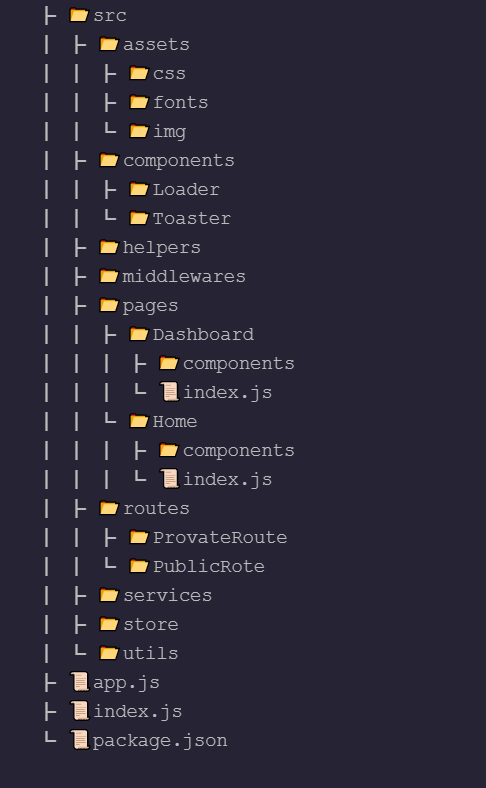 ├ 📂src
| ├ 📂assets
| | ├ 📂css
| | ├ 📂fonts
| | └ 📂img
| ├ 📂components
| | ├ 📂Loader
| | └ 📂Toaster
| ├ 📂helpers
| ├ 📂middlewares
| ├ 📂pages
| | ├ 📂Dashboard
| | | ├ 📂components
| | | └ 📜index.js
| | └ 📂Home
| | | ├ 📂components
| | | └ 📜index.js
| ├ 📂routes
| | ├ 📂ProvateRoute
| | └ 📂PublicRote
| ├ 📂services
| ├ 📂store
| └ 📂utils
├ 📜app.js
├ 📜index.js
└ 📜package.json